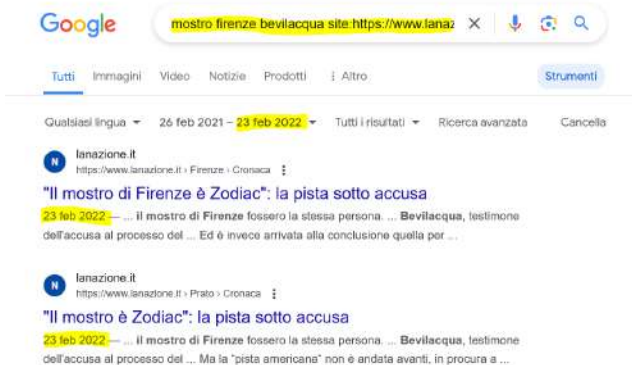 Google
mostro firenze bevilacqua site:https://www.lanaz
Tutti Immagini Video Notizie Prodotti Altro Strumenti
Qualsiasi lingua 26 feb 2021 – 23 feb 2022 Tutti i risultati Ricerca avanzata Cancella
N lanazione.it
https://www.lanazione.it › Firenze › Cronaca
"Il mostro di Firenze è Zodiac": la pista sotto accusa
23 feb 2022 — ... il mostro di Firenze fossero la stessa persona. ... Bevilacqua, testimone
dell'accusa al processo del ... Ed è invece arrivata alla conclusione quella per ...
N lanazione.it
https://www.lanazione.it › Prato › Cronaca
"Il mostro è Zodiac": la pista sotto accusa
23 feb 2022 — ... il mostro di Firenze fossero la stessa persona. ... Bevilacqua, testimone
dell'accusa al processo del ... Ma la "pista americana" non è andata avanti, in procura a ...